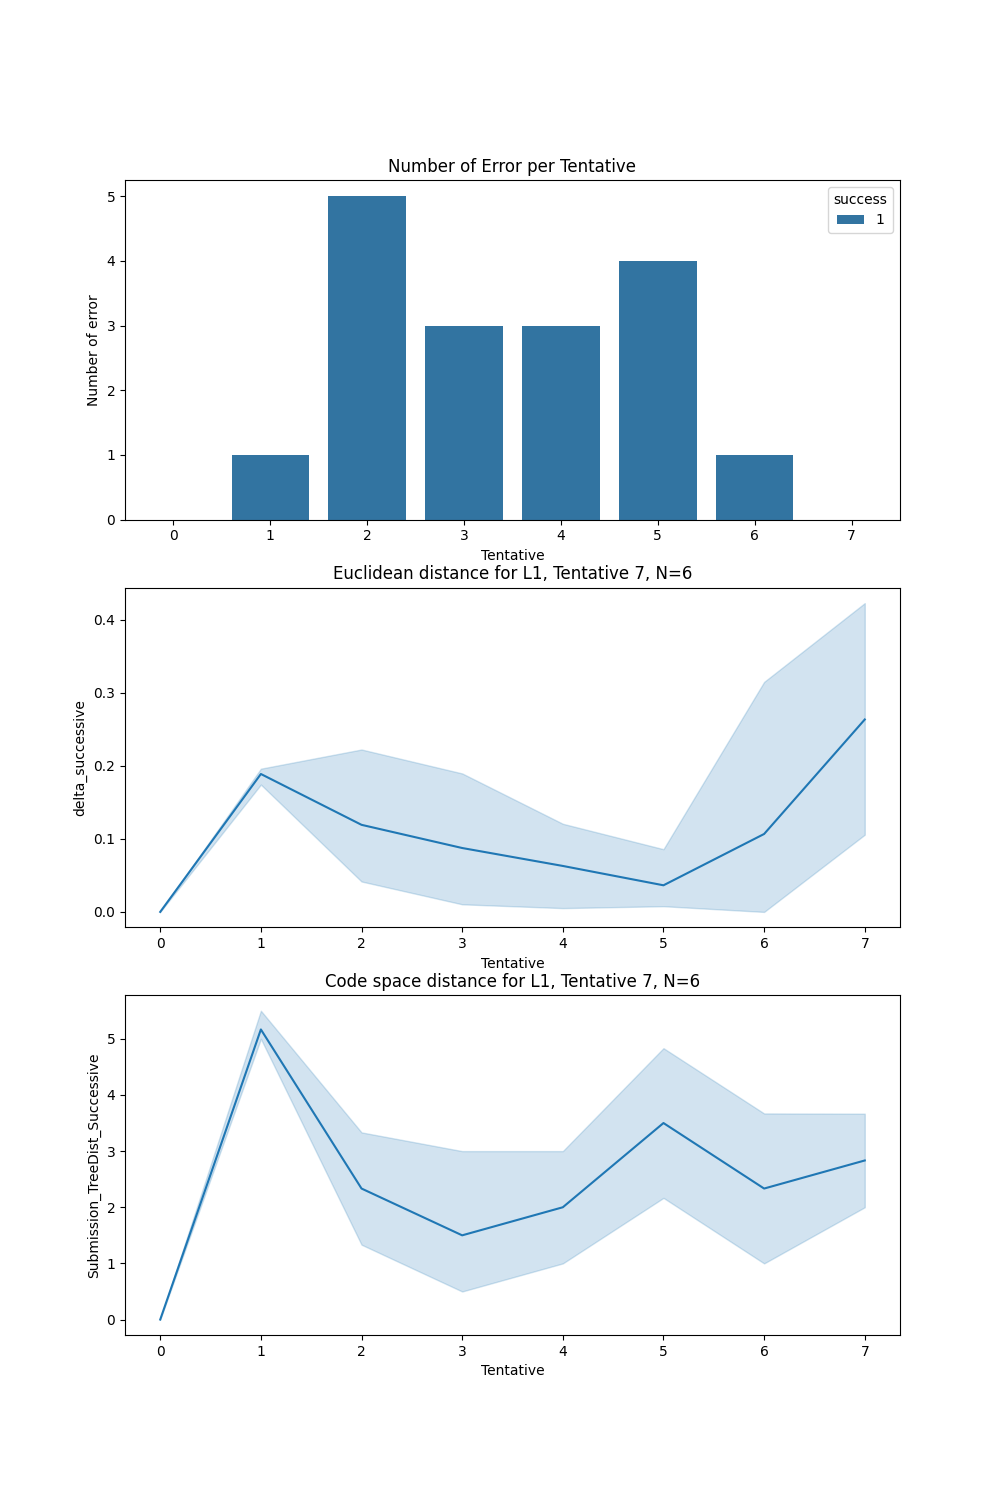 Number of Error per Tentative
success
1
5
4
3
2
1
0
Number of error
0 1 2 3 4 5 6 7
Tentative
Euclidean distance for L1, Tentative 7, N=6
0.4
0.3
0.2
0.1
0.0
delta_successive
0 1 2 3 4 5 6 7
Tentative
Code space distance for L1, Tentative 7, N=6
5
4
3
2
1
0
Submission_TreeDist_Successive
0 1 2 3 4 5 6 7
Tentative